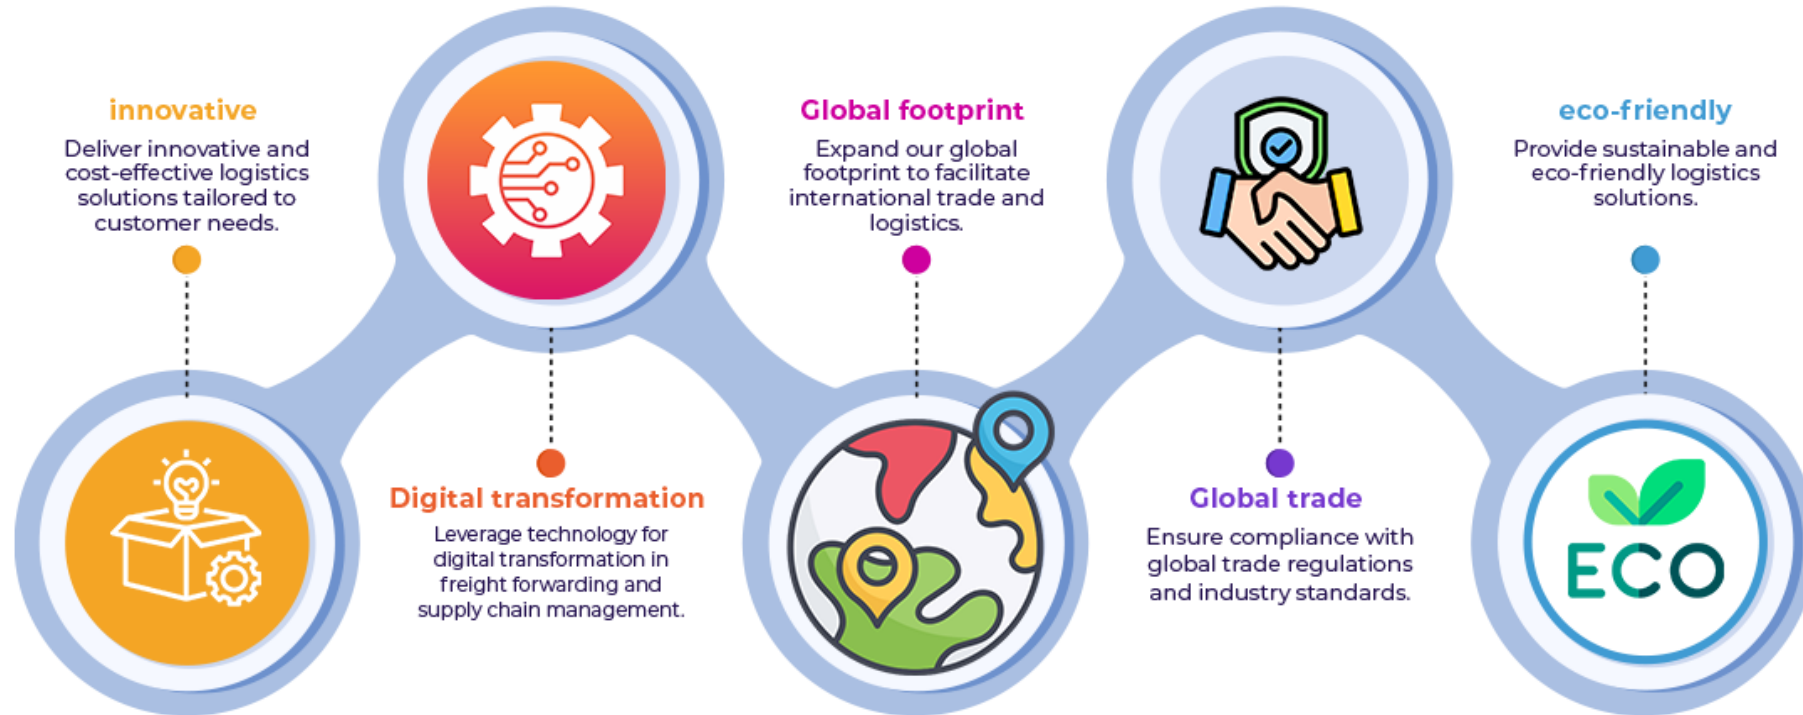 innovative
Deliver innovative and
cost-effective logistics
solutions tailored to
customer needs.
Digital transformation
Leverage technology for
digital transformation in
freight forwarding and
supply chain management.
Global footprint
Expand our global
footprint to facilitate
international trade and
logistics.
Global trade
Ensure compliance with
global trade regulations
and industry standards.
eco-friendly
Provide sustainable and
eco-friendly logistics
solutions.
ECO